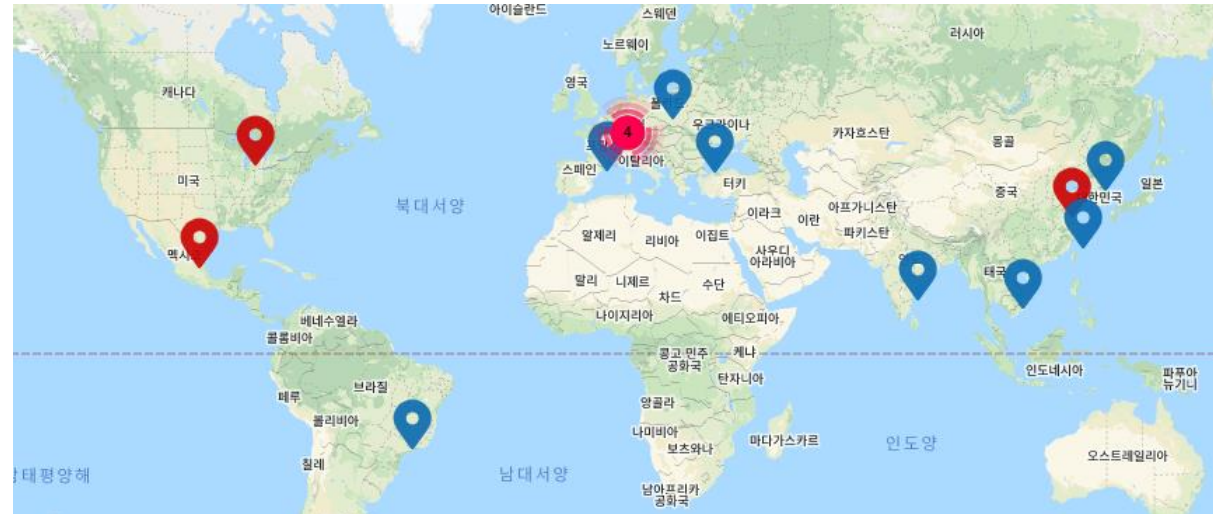 아이슬란드
스웨덴
노르웨이
러시아
영국
캐나다
4
우크라이나
카자흐스탄
몽골
미국
스페인
이탈리아
터키
중국
일본
북대서양
이라크
이란
아프가니스탄
파키스탄
알제리
리비아
이집트
사우디
아라비아
말리
니제르
차드
수단
태국
나이지리아
에티오피아
베네수엘라
콜롬비아
콩고 민주
공화국
케냐
탄자니아
인도네시아
파푸아
뉴기니
페루
브라질
볼리비아
앙골라
나미비아
보츠와나
마다가스카르
인도양
오스트레일리아
칠레
남태평양해
남대서양
남아프리카
공화국